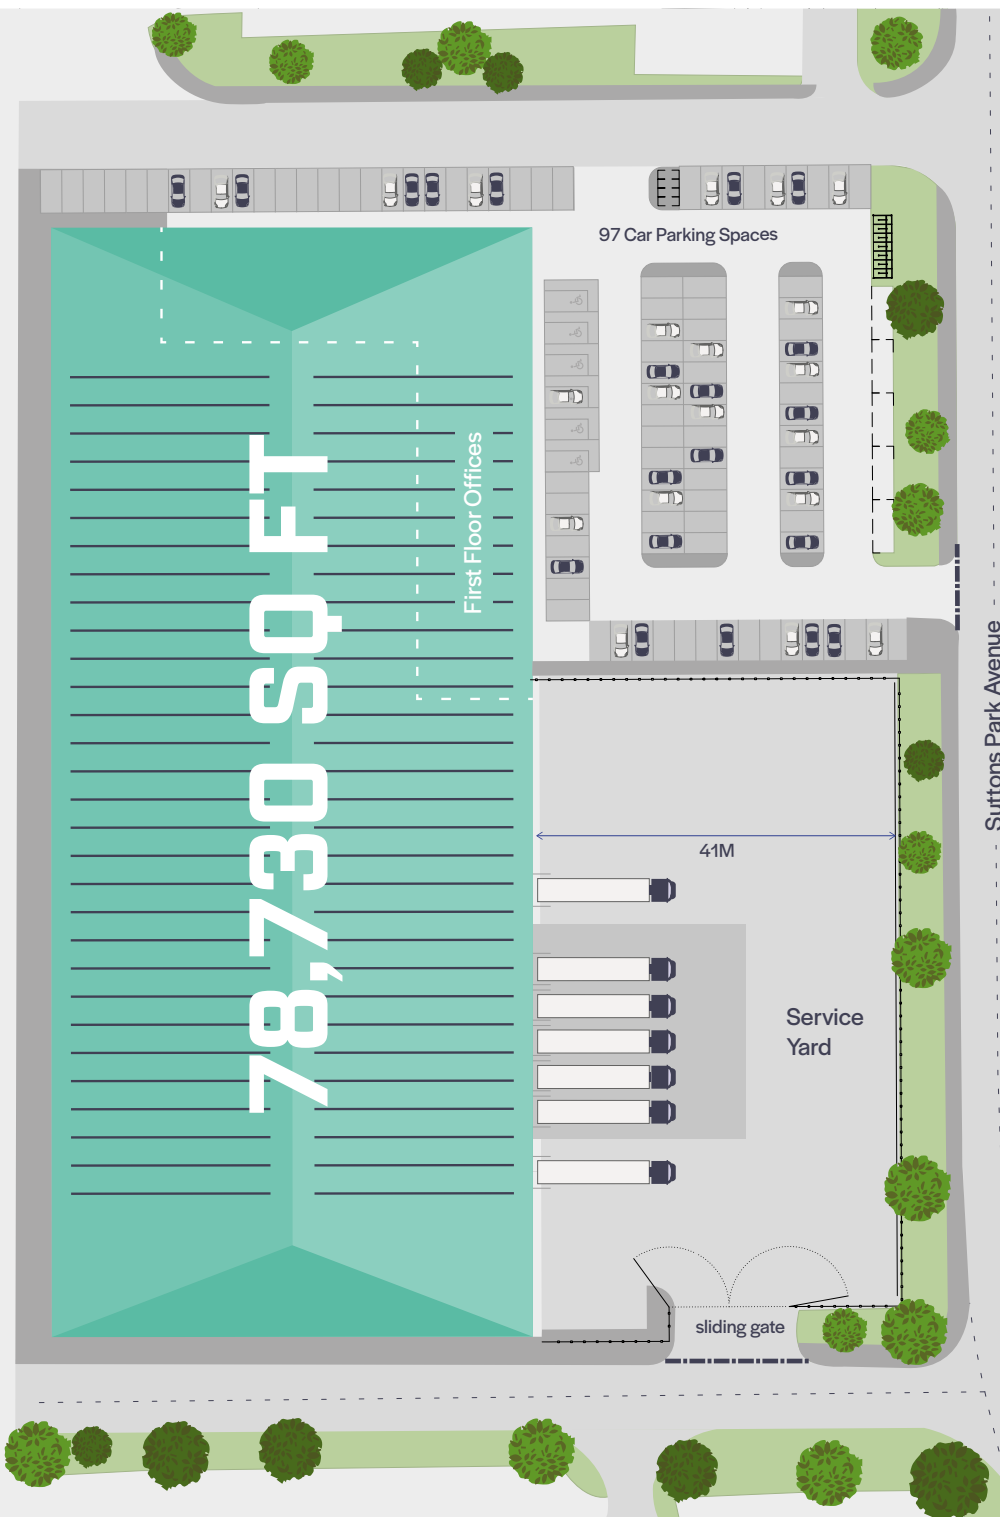 97 Car Parking Spaces
First Floor Offices
78,730 SQ FT
Suttons Park Avenue
41M
Service
Yard
sliding gate